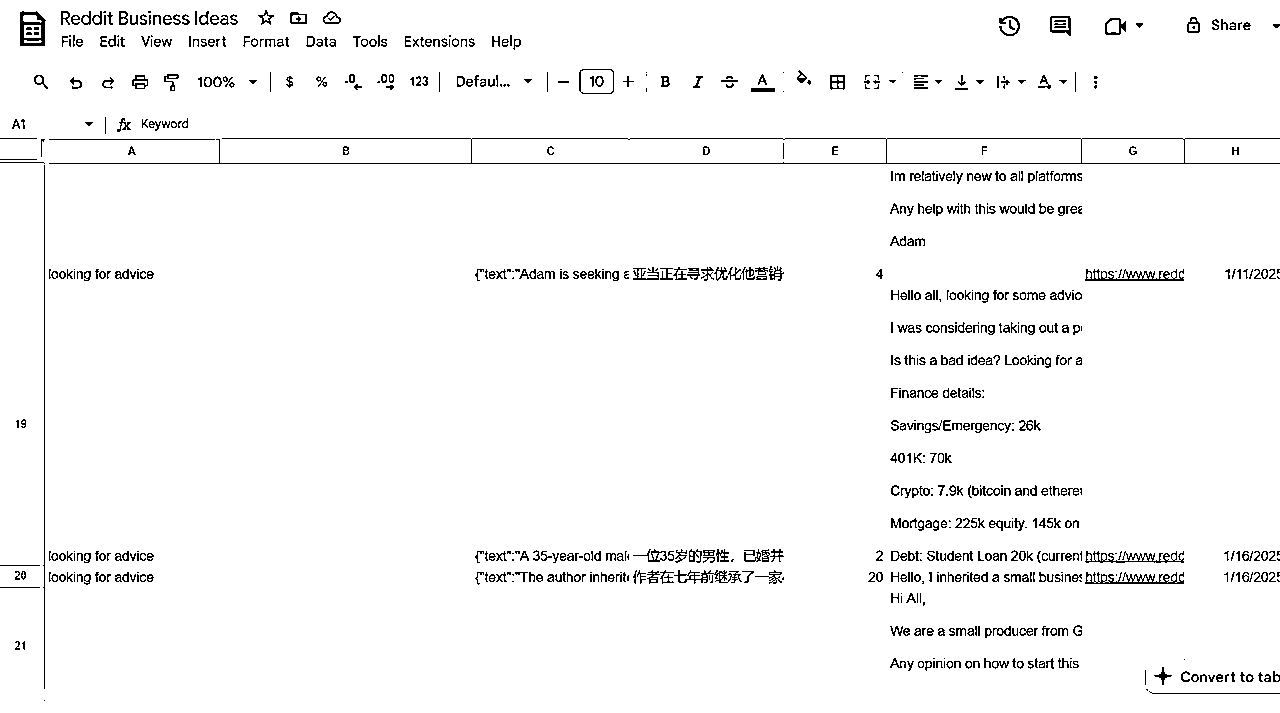 Reddit Business Ideas
File Edit View Insert Format Data Tools Extensions Help
Share
100% $ % .0 .00 123 Defaul... − 10 + B I A
A1 fx Keyword
A B C D E F G H
Im relatively new to all platforms
Any help with this would be grea
Adam
looking for advice {"text":"Adam is seeking a 亚当正在寻求优化他营销 4 https://www.redd 1/11/2025
Hello all, looking for some advic
I was considering taking out a p
Is this a bad idea? Looking for a
Finance details:
19 Savings/Emergency: 26k
401K: 70k
Crypto: 7.9k (bitcoin and etherei
Mortgage: 225k equity. 145k on
looking for advice {"text":"A 35-year-old mal 一位35岁的男性，已婚并 2 Debt: Student Loan 20k (current https://www.redd 1/16/2025
20 looking for advice {"text":"The author inherit 作者在七年前继承了一家 20 Hello, I inherited a small busines https://www.redd 1/16/2025
Hi All,
21 We are a small producer from G
Any opinion on how to start this
Convert to tab